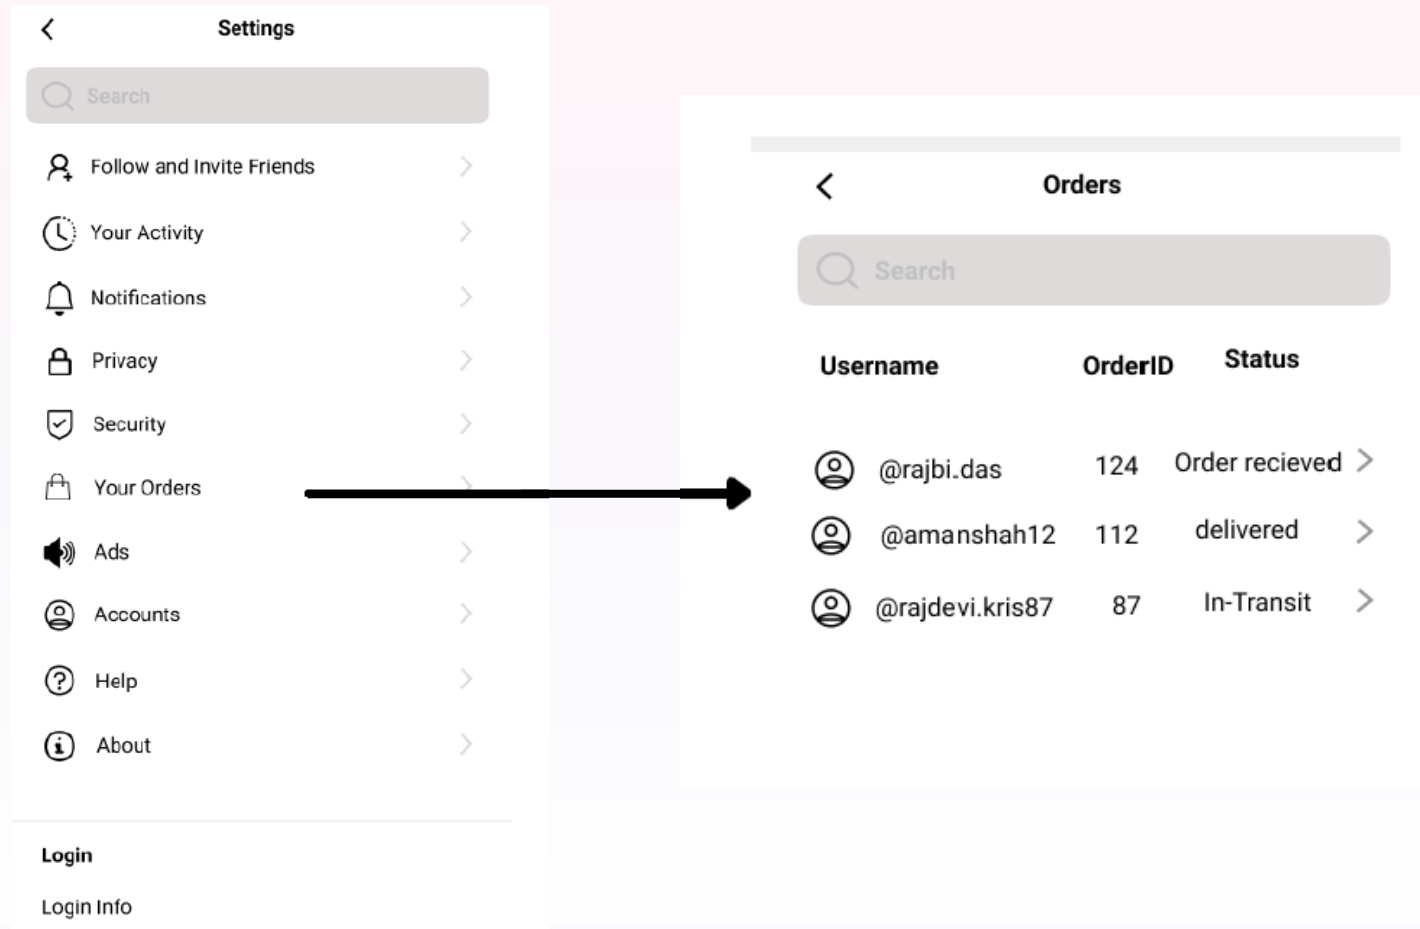 Settings
Search
Follow and Invite Friends
Your Activity
Notifications
Privacy
Security
Your Orders
Ads
Accounts
Help
About
Login
Login Info
Orders
Search
Username OrderID Status
@rajbi.das 124 Order recieved
@amanshah12 112 delivered
@rajdevi.kris87 87 In-Transit